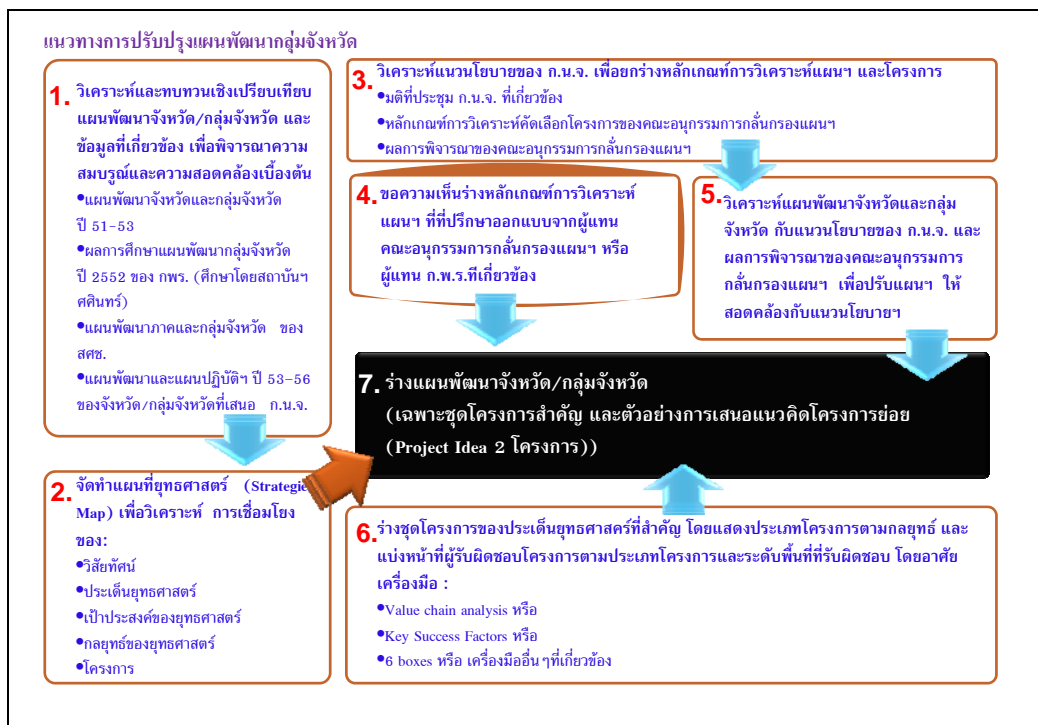 แนวทางการปรับปรุงแผนพัฒนากลุ่มจังหวัด
1. วิเคราะห์และทบทวนเชิงเปรียบเทียบ
แผนพัฒนาจังหวัด/กลุ่มจังหวัด และ
ข้อมูลที่เกี่ยวข้อง เพื่อพิจารณาความ
สมบรูณ์และความสอดคล้องเบื้องต้น
•แผนพัฒนาจังหวัดและกลุ่มจังหวัด
ปี 51-53
•ผลการศึกษาแผนพัฒนากลุ่มจังหวัด
ปี 2552 ของ กพร. (ศึกษาโดยสถาบันฯ
ศศินทร์)
•แผนพัฒนาภาคและกลุ่มจังหวัด ของ
สศช.
•แผนพัฒนาและแผนปฏิบัติฯ ปี 53-56
ของจังหวัด/กลุ่มจังหวัดที่เสนอ ก.น.จ.
2. จัดทำแผนที่ยุทธศาสตร์ (Strategic
Map) เพื่อวิเคราะห์ การเชื่อมโยง
ของ:
•วิสัยทัศน์
•ประเด็นยุทธศาสตร์
•เป้าประสงค์ของยุทธศาสตร์
•กลยุทธ์ของยุทธศาสตร์
•โครงการ
3. วิเคราะห์แนวนโยบายของ ก.น.จ. เพื่อยกร่างหลักเกณฑ์การวิเคราะห์แผนฯ และโครงการ
•มติที่ประชุม ก.น.จ. ที่เกี่ยวข้อง
•หลักเกณฑ์การวิเคราะห์คัดเลือกโครงการของคณะอนุกรรมการกลั่นกรองแผนฯ
•ผลการพิจารณาของคณะอนุกรรมการกลั่นกรองแผนฯ
4. ขอความเห็นร่างหลักเกณฑ์การวิเคราะห์
แผนฯ ที่ที่ปรึกษาออกแบบจากผู้แทน
คณะอนุกรรมการกลั่นกรองแผนฯ หรือ
ผู้แทน ก.พ.ร.ทีเกี่ยวข้อง
5. วิเคราะห์แผนพัฒนาจังหวัดและกลุ่ม
จังหวัด กับแนวนโยบายของ ก.น.จ. และ
ผลการพิจารณาของคณะอนุกรรมการ
กลั่นกรองแผนฯ เพื่อปรับแผนฯ ให้
สอดคล้องกับแนวนโยบายฯ
7. ร่างแผนพัฒนาจังหวัด/กลุ่มจังหวัด
(เฉพาะชุดโครงการสำคัญ และตัวอย่างการเสนอแนวคิดโครงการย่อย
(Project Idea 2 โครงการ))
6. ร่างชุดโครงการของประเด็นยุทธศาสคร์ที่สำคัญ โดยแสดงประเภทโครงการตามกลยุทธ์ และ
แบ่งหน้าที่ผู้รับผิดชอบโครงการตามประเภทโครงการและระดับพื้นที่ที่รับผิดชอบ โดยอาศัย
เครื่องมือ :
•Value chain analysis หรือ
•Key Success Factors หรือ
•6 boxes หรือ เครื่องมืออื่นๆที่เกี่ยวข้อง